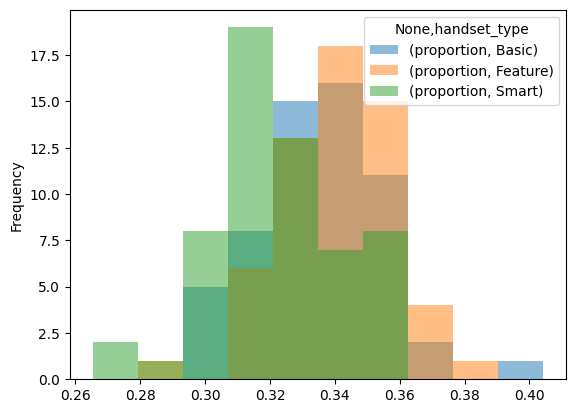 None,handset_type
(proportion, Basic)
(proportion, Feature)
(proportion, Smart)
Frequency
17.5
15.0
12.5
10.0
7.5
5.0
2.5
0.0
0.26 0.28 0.30 0.32 0.34 0.36 0.38 0.40